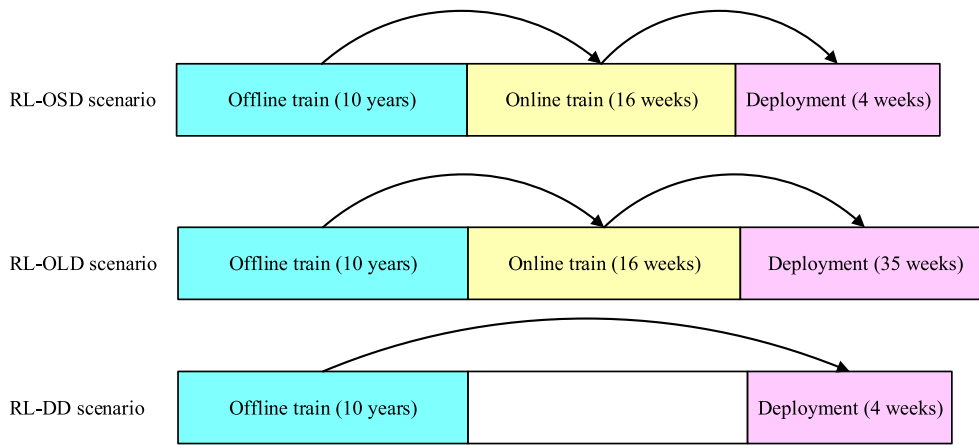 RL-OSD scenario
Offline train (10 years)
Online train (16 weeks)
Deployment (4 weeks)
RL-OLD scenario
Offline train (10 years)
Online train (16 weeks)
Deployment (35 weeks)
RL-DD scenario
Offline train (10 years)
Deployment (4 weeks)